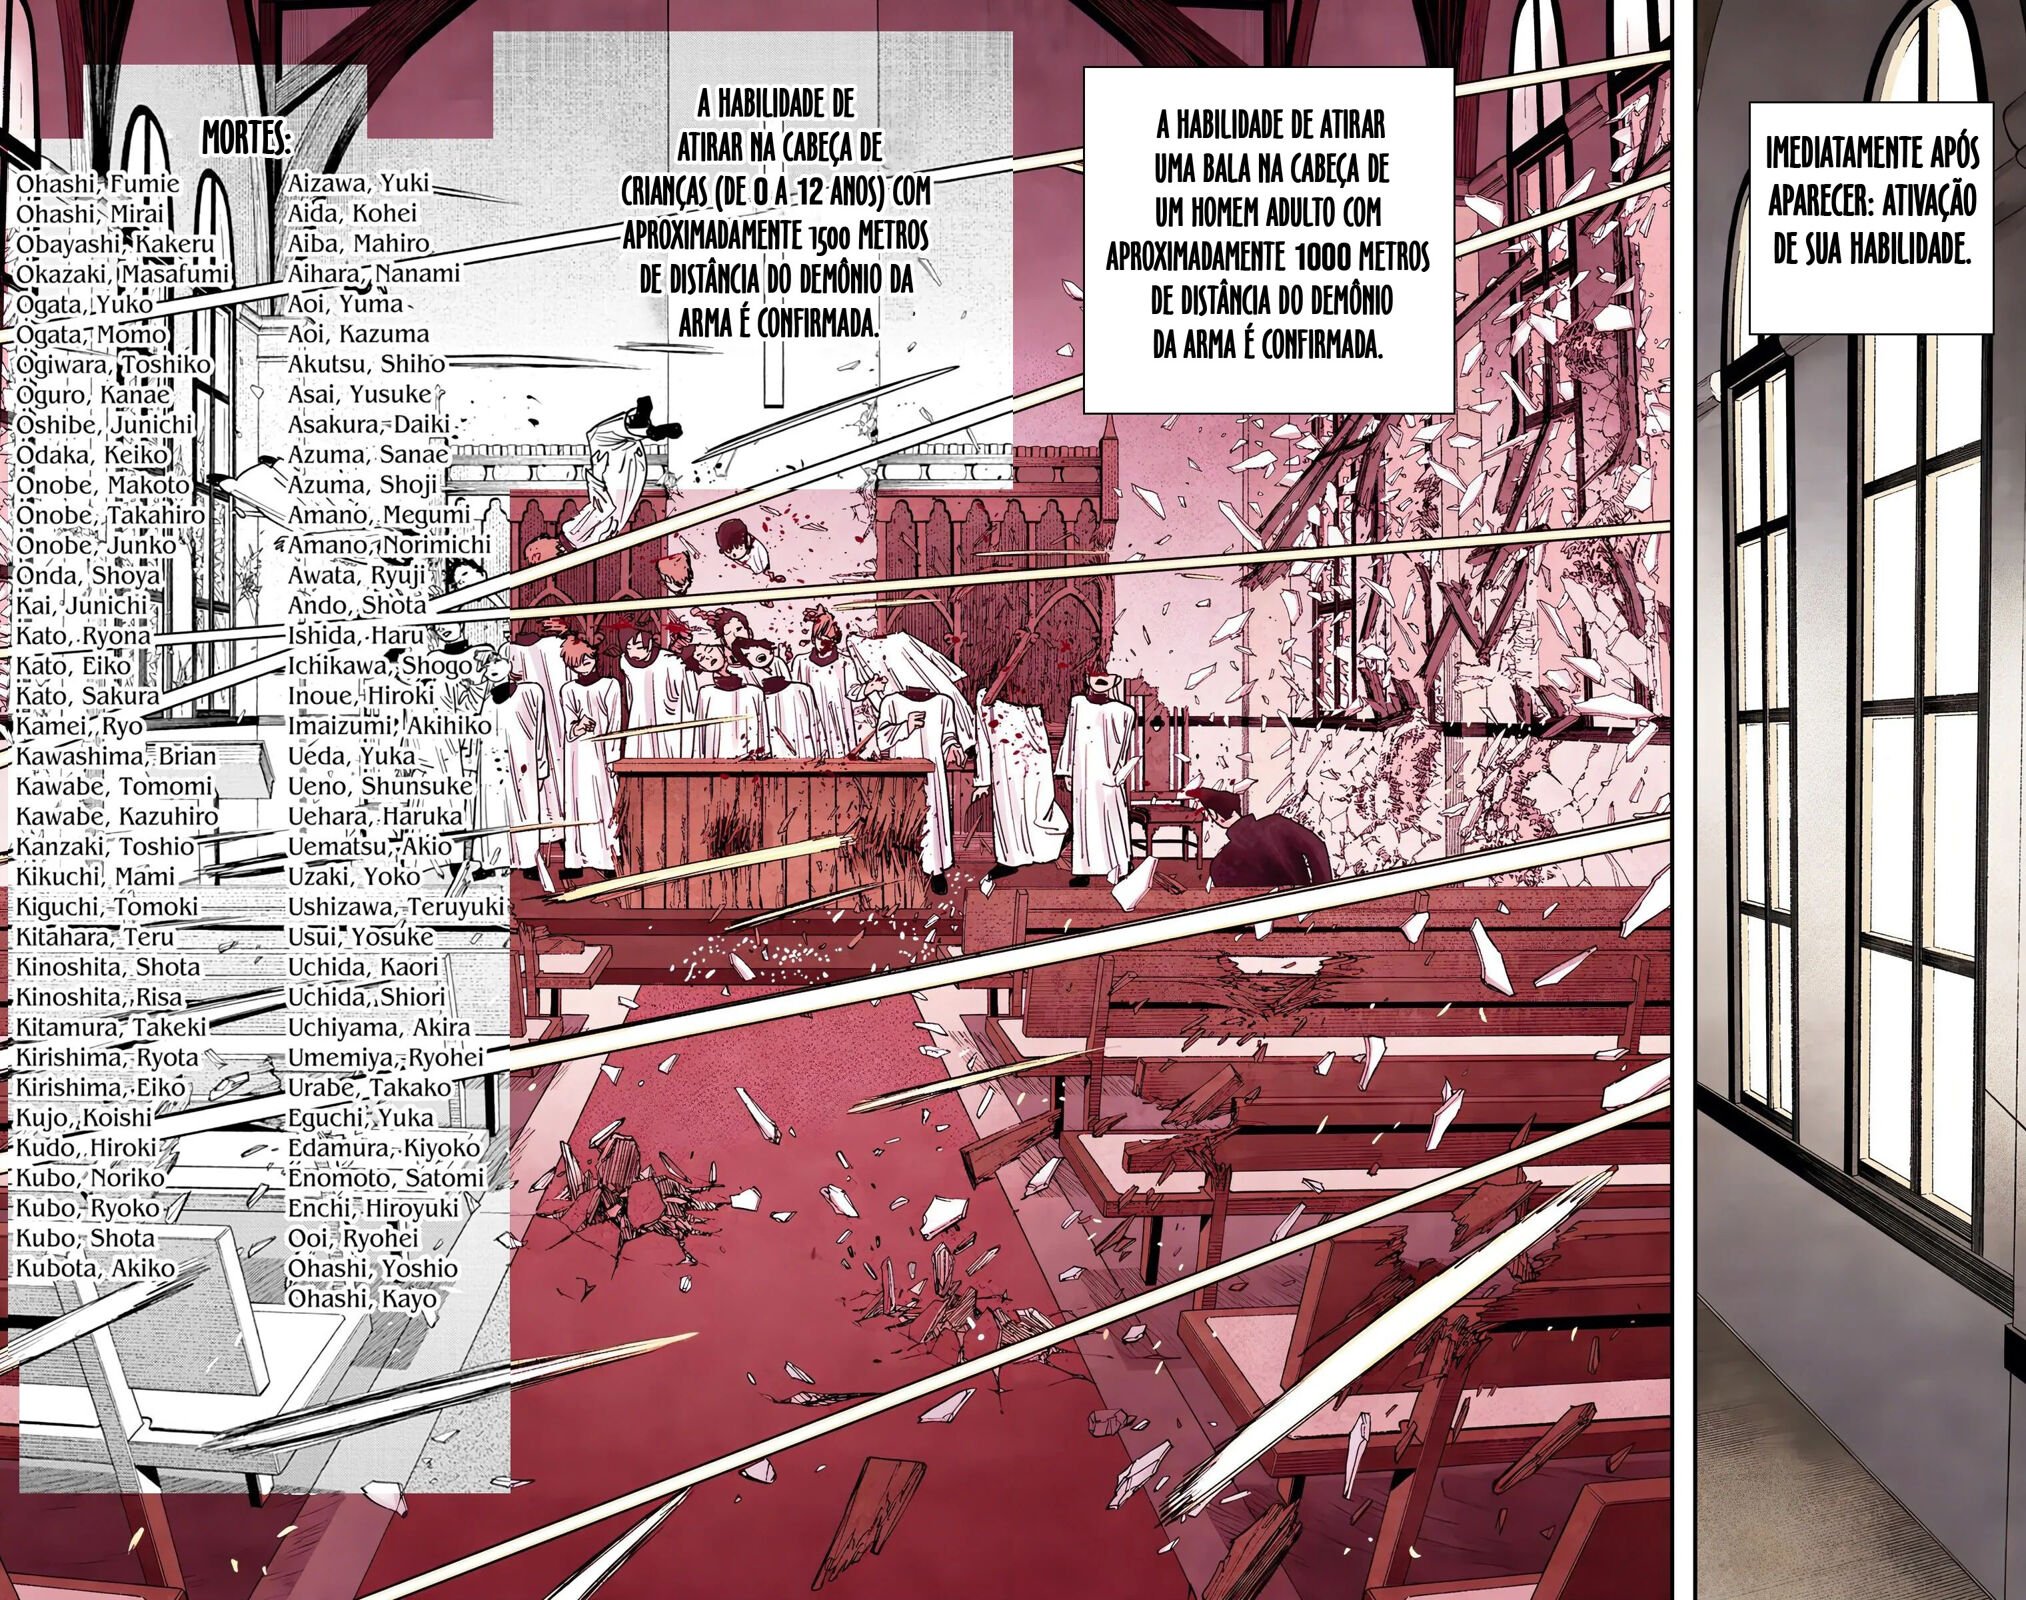 IMEDIATAMENTE APÓS
APARECER: ATIVAÇÃO
DE SUA HABILIDADE.
A HABILIDADE DE ATIRAR
UMA BALA NA CABEÇA DE
UM HOMEM ADULTO COM
APROXIMADAMENTE 1000 METROS
DE DISTÂNCIA DO DEMÔNIO
DA ARMA É CONFIRMADA.
A HABILIDADE DE
ATIRAR NA CABEÇA DE
CRIANÇAS (DE 0 A 12 ANOS) COM
APROXIMADAMENTE 1500 METROS
DE DISTÂNCIA DO DEMÔNIO DA
ARMA É CONFIRMADA.
MORTES:
Aizawa, Yuki
Aida, Kohei
Aiba, Mahiro
Aihara, Nanami
Aoi, Yuma
Aoi, Kazuma
Akutsu, Shiho
Asai, Yusuke
Asakura, Daiki
Azuma, Sanae
Azuma, Shoji
Amano, Megumi
Amano, Norimichi
Awata, Ryuji
Ando, Shota
Ishida, Haru
Ichikawa, Shogo
Inoue, Hiroki
Imaizumi, Akihiko
Ueda, Yuka
Ueno, Shunsuke
Uehara, Haruka
Uematsu, Akio
Uzaki, Yoko
Ushizawa, Teruyuki
Usui, Yosuke
Uchida, Kaori
Uchida, Shiori
Uchiyama, Akira
Umemiya, Ryohei
Urabe, Takako
Eguchi, Yuka
Edamura, Kiyoko
Enomoto, Satomi
Enchi, Hiroyuki
Ooi, Ryohei
Ohashi, Yoshio
Ohashi, Kayo
Ohashi, Fumie
Ohashi, Mirai
Obayashi, Kakeru
Okazaki, Masafumi
Ogata, Yuko
Ogata, Momo
Ogiwara, Toshiko
Oguro, Kanae
Oshibe, Junichi
Odaka, Keiko
Onobe, Makoto
Onobe, Takahiro
Onobe, Junko
Onda, Shoya
Kai, Junichi
Kato, Ryona
Kato, Eiko
Kato, Sakura
Kamei, Ryo
Kawashima, Brian
Kawabe, Tomomi
Kawabe, Kazuhiro
Kanzaki, Toshio
Kikuchi, Mami
Kiguchi, Tomoki
Kitahara, Teru
Kinoshita, Shota
Kinoshita, Risa
Kitamura, Takeki
Kirishima, Ryota
Kirishima, Eiko
Kujo, Koishi
Kudo, Hiroki
Kubo, Noriko
Kubo, Ryoko
Kubo, Shota
Kubota, Akiko